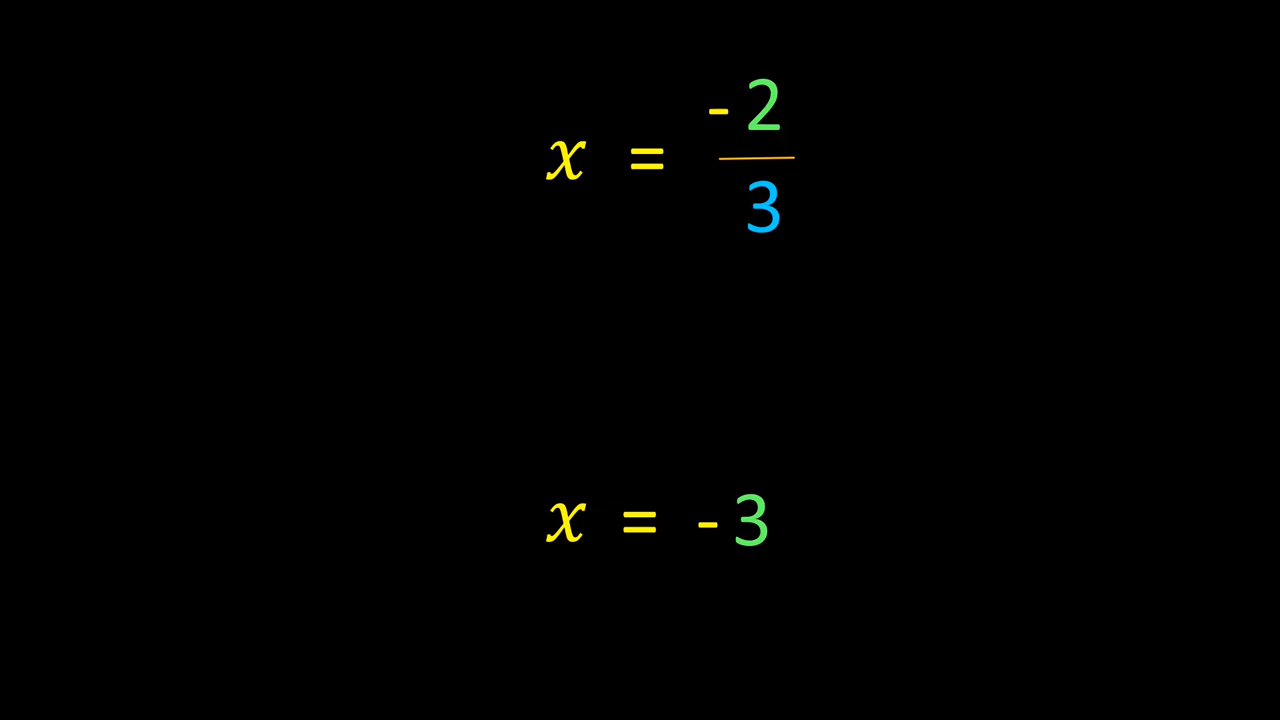 x = -2/3
x = -3